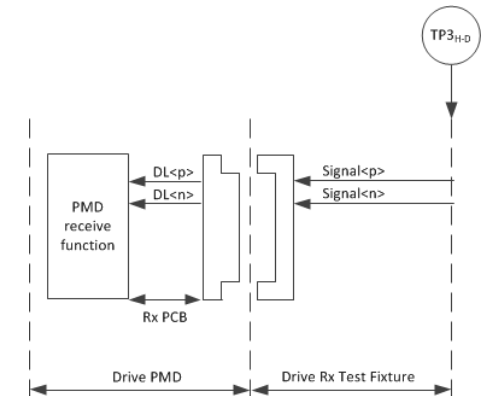 TP3H-D
DL<p>
Signal<p>
DL<n>
Signal<n>
PMD
receive
function
Rx PCB
Drive PMD
Drive Rx Test Fixture